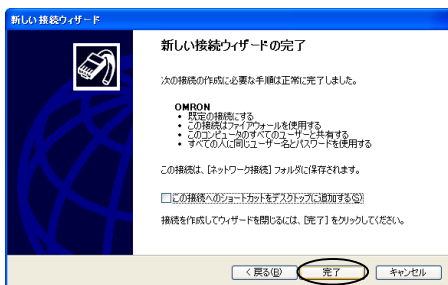 新しい接続ウィザード
新しい接続ウィザードの完了
次の接続の作成に必要な手順は正常に完了しました。
OMRON
• 既定の接続にする
• この接続はファイアウォールを使用する
• このコンピュータのすべてのユーザーと共有する
• すべての人に同じユーザー名とパスワードを使用する
この接続は、[ネットワーク接続] フォルダに保存されます。
この接続へのショートカットをデスクトップに追加する(S)
接続を作成してウィザードを閉じるには、[完了] をクリックしてください。
< 戻る(B)
完了
キャンセル